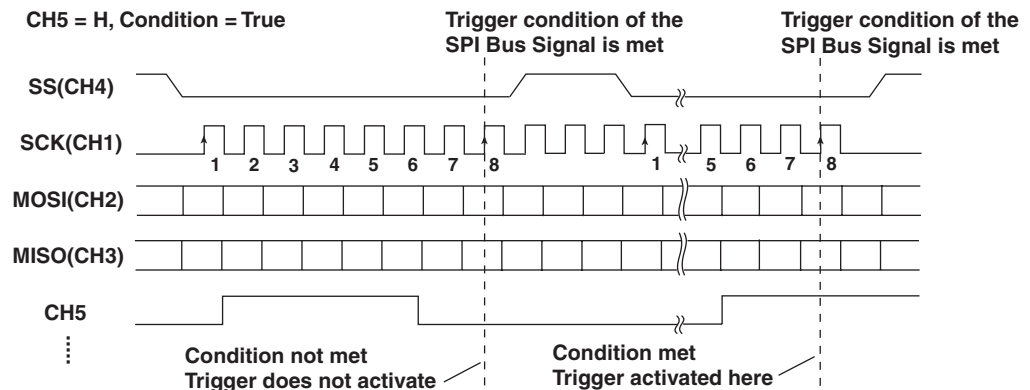 CH5 = H, Condition = True
Trigger condition of the
SPI Bus Signal is met
Trigger condition of the
SPI Bus Signal is met
SS(CH4)
SCK(CH1)
1 2 3 4 5 6 7 8 1 5 6 7 8
MOSI(CH2)
MISO(CH3)
CH5
Condition not met
Trigger does not activate
Condition met
Trigger activated here